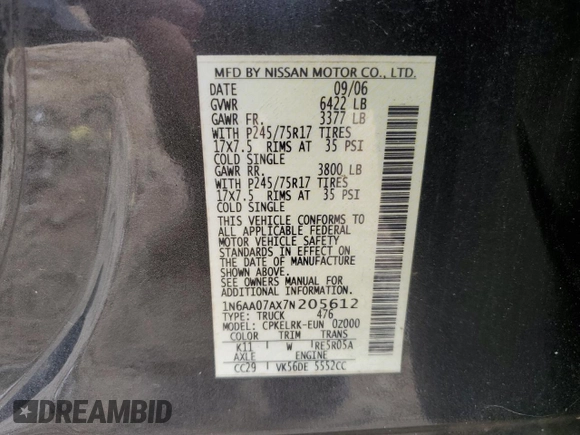 MFD BY NISSAN MOTOR CO., LTD.
DATE 09/06
GVWR 6422 LB
GAWR FR. 3377 LB
WITH P245/75R17 TIRES
17X7.5 RIMS AT 35 PSI
COLD SINGLE
GAWR RR. 3800 LB
WITH P245/75R17 TIRES
17X7.5 RIMS AT 35 PSI
COLD SINGLE
THIS VEHICLE CONFORMS TO
ALL APPLICABLE FEDERAL
MOTOR VEHICLE SAFETY
STANDARDS IN EFFECT ON
THE DATE OF MANUFACTURE
SHOWN ABOVE.
SEE OWNERS MANUAL FOR
ADDITIONAL INFORMATION.
1N6AA07AX7N205612
TYPE: TRUCK 476
MODEL: CPKELRK-EUN 0Z000
COLOR TRIM TRANS
K11 W RE5R05A
AXLE ENGINE
CC29 VK56DE 5552CC
DREAMBID